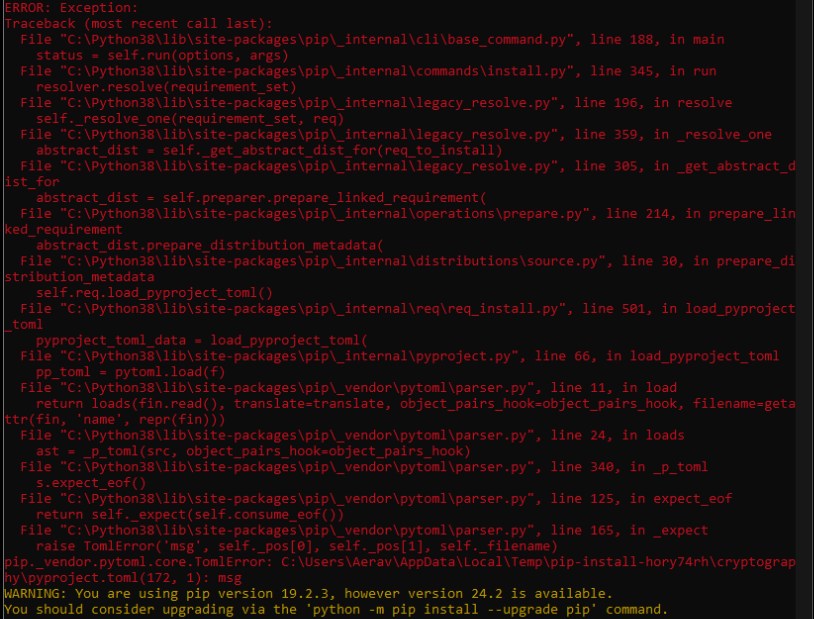 ERROR: Exception:
Traceback (most recent call last):
  File "C:\Python38\lib\site-packages\pip\_internal\cli\base_command.py", line 188, in main
    status = self.run(options, args)
  File "C:\Python38\lib\site-packages\pip\_internal\commands\install.py", line 345, in run
    resolver.resolve(requirement_set)
  File "C:\Python38\lib\site-packages\pip\_internal\legacy_resolve.py", line 196, in resolve
    self._resolve_one(requirement_set, req)
  File "C:\Python38\lib\site-packages\pip\_internal\legacy_resolve.py", line 359, in _resolve_one
    abstract_dist = self._get_abstract_dist_for(req_to_install)
  File "C:\Python38\lib\site-packages\pip\_internal\legacy_resolve.py", line 305, in _get_abstract_d
ist_for
    abstract_dist = self.preparer.prepare_linked_requirement(
  File "C:\Python38\lib\site-packages\pip\_internal\operations\prepare.py", line 214, in prepare_lin
ked_requirement
    abstract_dist.prepare_distribution_metadata(
  File "C:\Python38\lib\site-packages\pip\_internal\distributions\source.py", line 30, in prepare_di
stribution_metadata
    self.req.load_pyproject_toml()
  File "C:\Python38\lib\site-packages\pip\_internal\req\req_install.py", line 501, in load_pyproject
_toml
    pyproject_toml_data = load_pyproject_toml(
  File "C:\Python38\lib\site-packages\pip\_internal\pyproject.py", line 66, in load_pyproject_toml
    pp_toml = pytoml.load(f)
  File "C:\Python38\lib\site-packages\pip\_vendor\pytoml\parser.py", line 11, in load
    return loads(fin.read(), translate=translate, object_pairs_hook=object_pairs_hook, filename=geta
ttr(fin, 'name', repr(fin)))
  File "C:\Python38\lib\site-packages\pip\_vendor\pytoml\parser.py", line 24, in loads
    ast = _p_toml(src, object_pairs_hook=object_pairs_hook)
  File "C:\Python38\lib\site-packages\pip\_vendor\pytoml\parser.py", line 340, in _p_toml
    s.expect_eof()
  File "C:\Python38\lib\site-packages\pip\_vendor\pytoml\parser.py", line 125, in expect_eof
    return self._expect(self.consume_eof())
  File "C:\Python38\lib\site-packages\pip\_vendor\pytoml\parser.py", line 165, in _expect
    raise TomlError('msg', self._pos[0], self._pos[1], self._filename)
pip._vendor.pytoml.core.TomlError: C:\Users\Aerav\AppData\Local\Temp\pip-install-hory74rh\cryptograp
hy\pyproject.toml(172, 1): msg
WARNING: You are using pip version 19.2.3, however version 24.2 is available.
You should consider upgrading via the 'python -m pip install --upgrade pip' command.